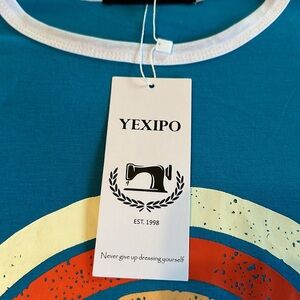 YEXIPO
EST. 1998
Never give up dressing yourself